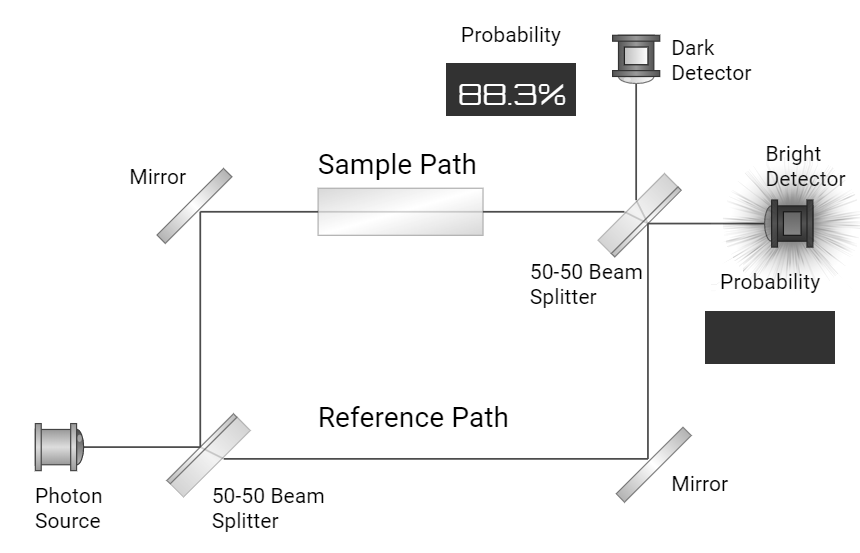 Probability
88.3%
Dark
Detector
Mirror
Sample Path
Bright
Detector
50-50 Beam
Splitter
Probability
Reference Path
Photon
Source
50-50 Beam
Splitter
Mirror